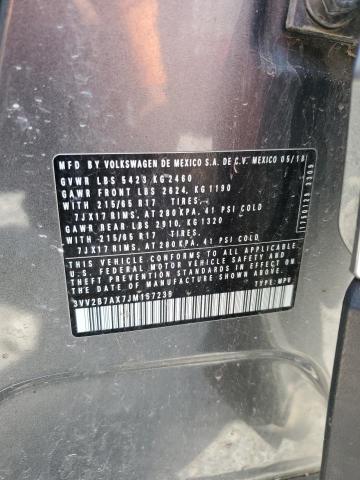 MFD BY VOLKSWAGEN DE MEXICO S.A. DE C.V. MEXICO 05/18
GVWR LBS 5423 KG 2460
GAWR FRONT LBS 2624, KG 1190
WITH 215/65 R17 TIRES,
7JX17 RIMS, AT 280 KPA, 41 PSI COLD
GAWR REAR LBS 2910, KG 1320
WITH 215/65 R17 TIRES,
7JX17 RIMS, AT 280 KPA, 41 PSI COLD
THIS VEHICLE CONFORMS TO ALL APPLICABLE
U.S. FEDERAL MOTOR VEHICLE SAFETY AND
THEFT PREVENTION STANDARDS IN EFFECT ON
THE DATE OF MANUFACTURE SHOWN ABOVE.
3VV2B7AX7JM157239
TYPE: MPV